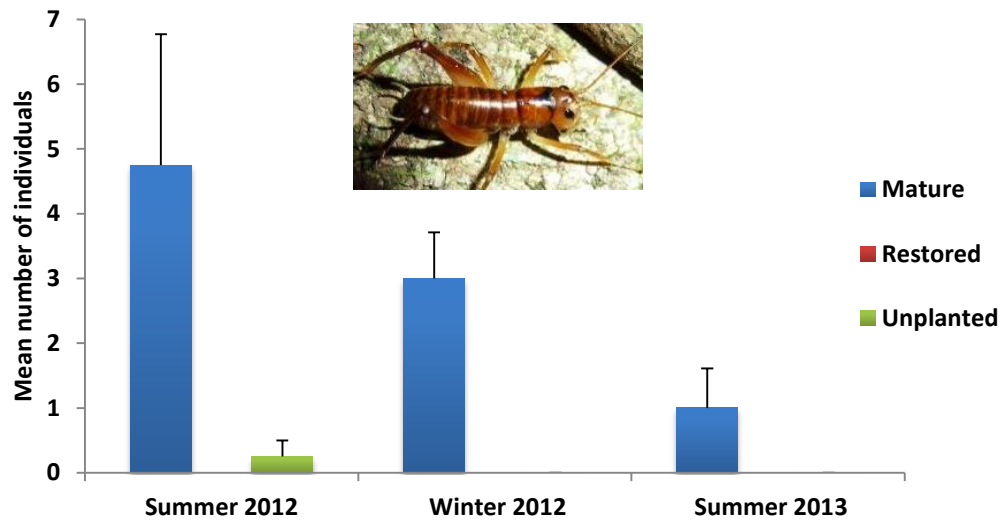 Mean number of individuals
7
6
5
4
3
2
1
0
Summer 2012
Winter 2012
Summer 2013
Mature
Restored
Unplanted